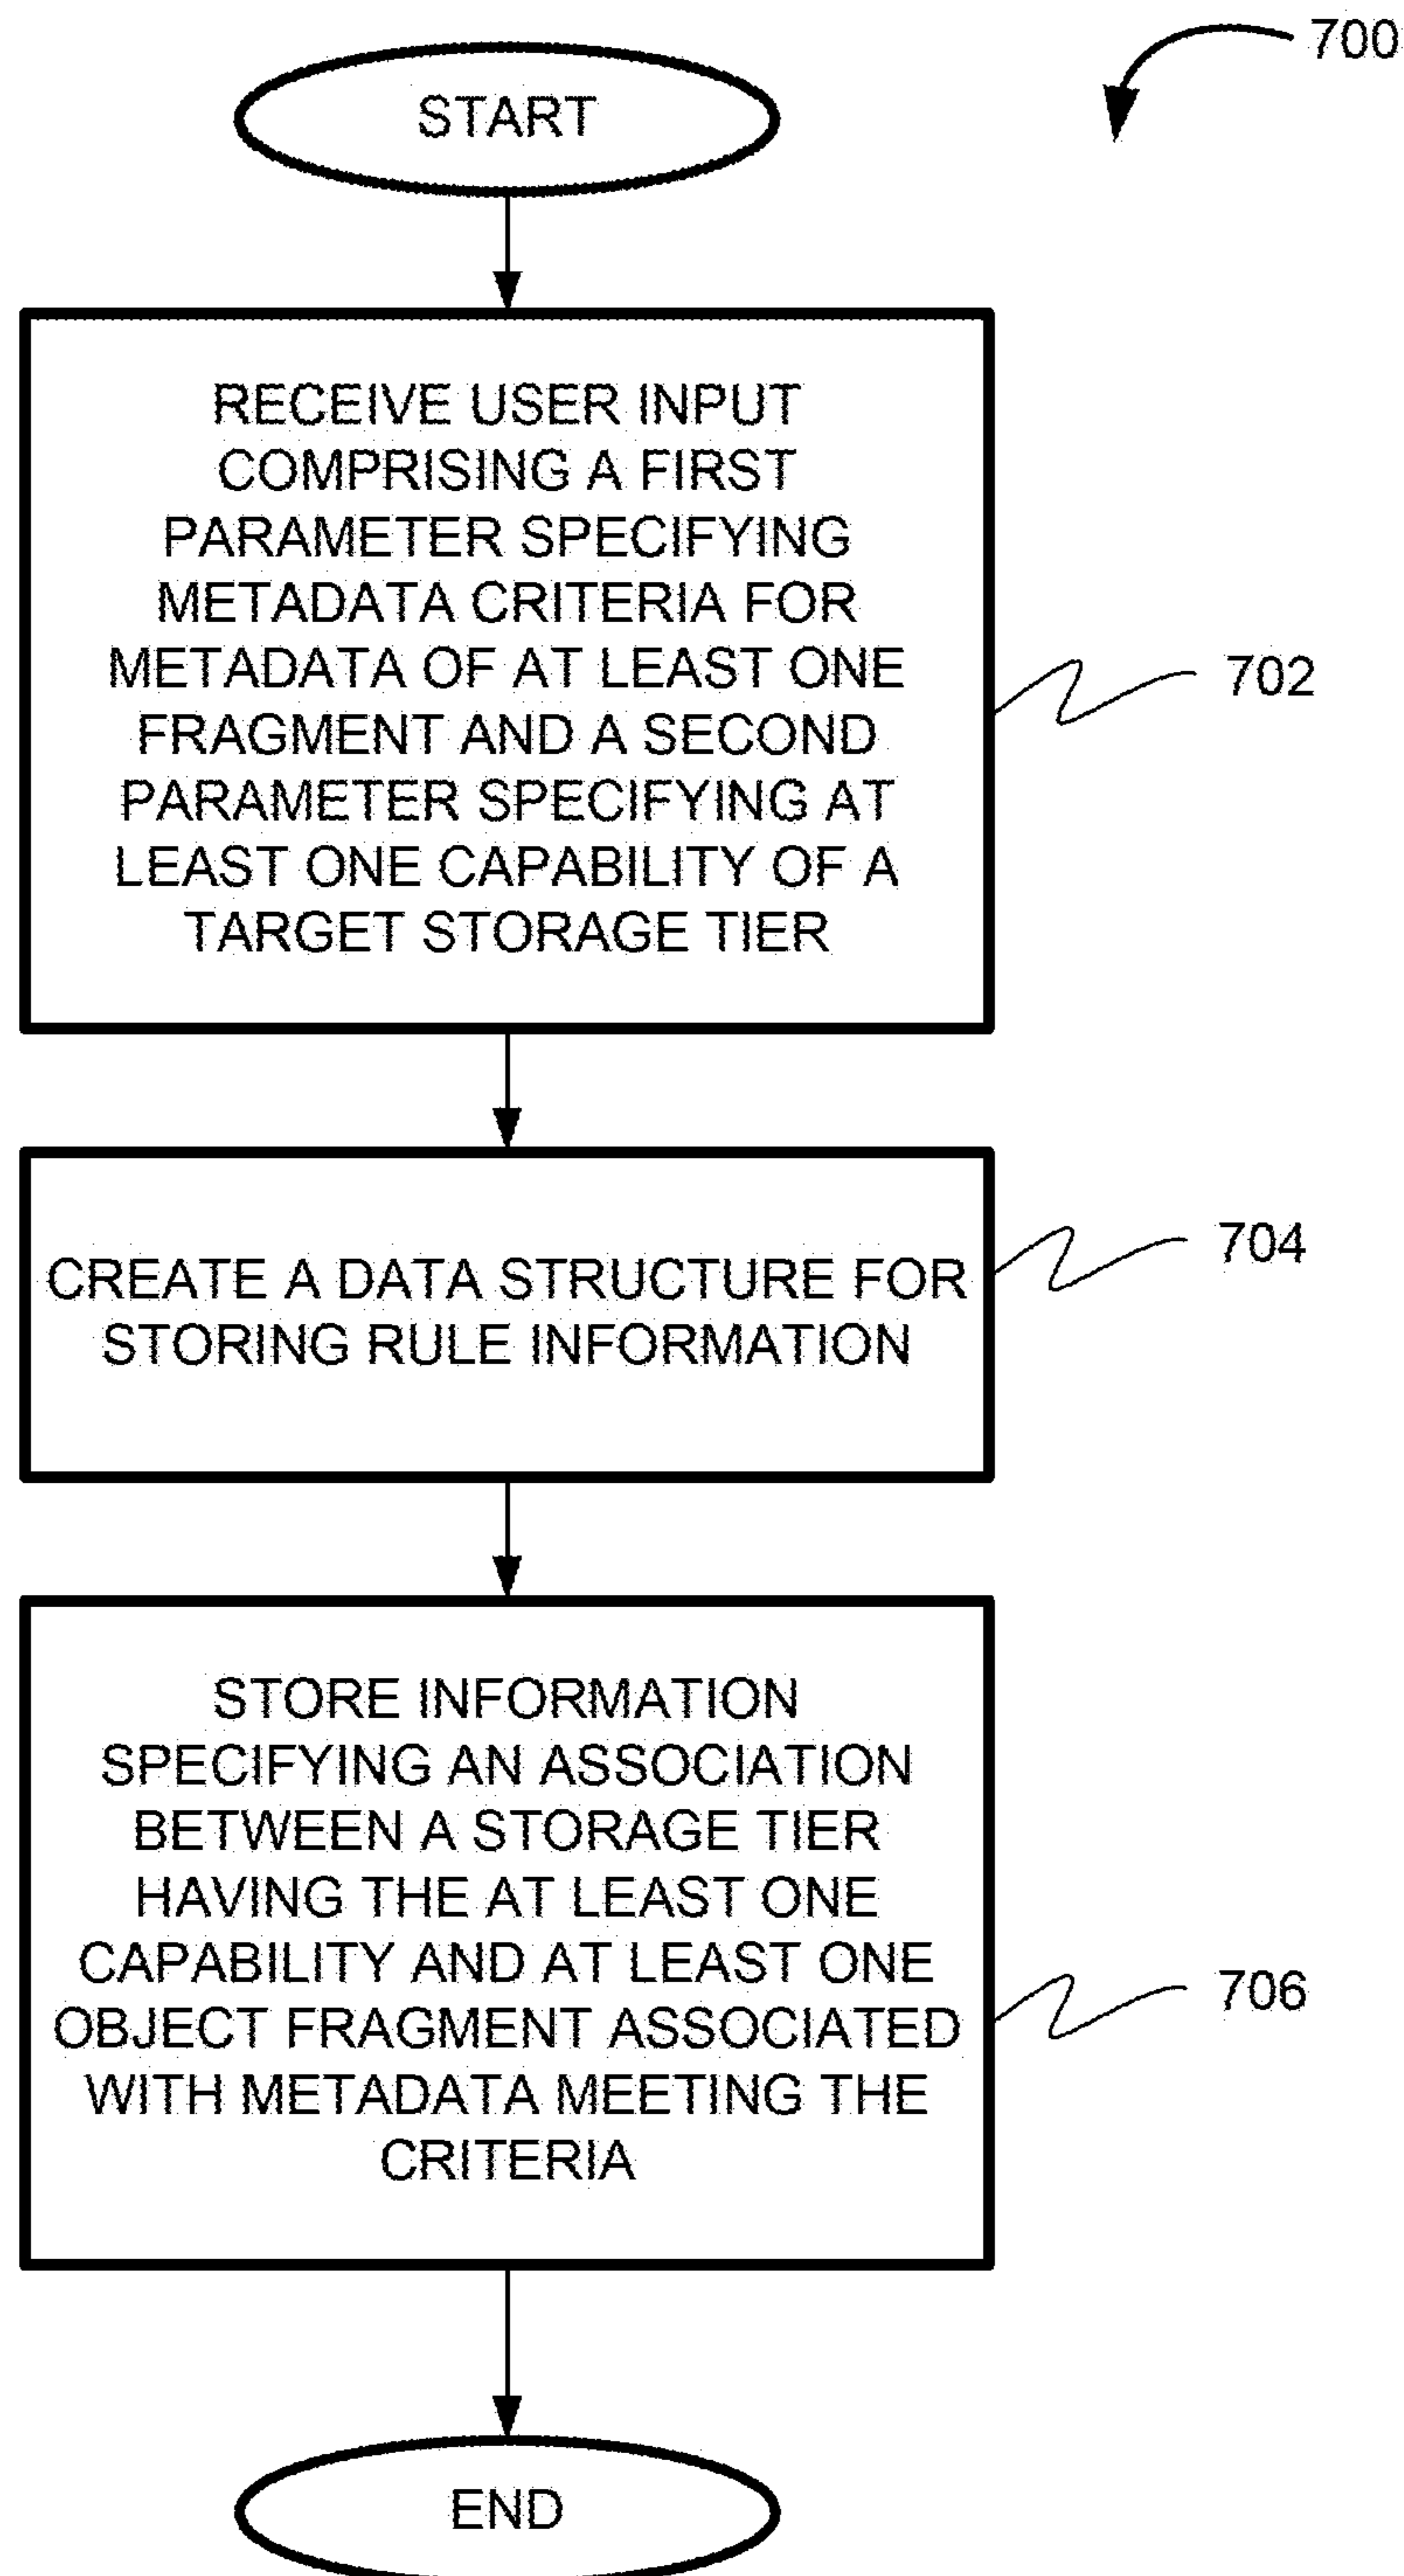 700
START
RECEIVE USER INPUT
COMPRISING A FIRST
PARAMETER SPECIFYING
METADATA CRITERIA FOR
METADATA OF AT LEAST ONE
FRAGMENT AND A SECOND
PARAMETER SPECIFYING AT
LEAST ONE CAPABILITY OF A
TARGET STORAGE TIER
702
CREATE A DATA STRUCTURE FOR
STORING RULE INFORMATION
704
STORE INFORMATION
SPECIFYING AN ASSOCIATION
BETWEEN A STORAGE TIER
HAVING THE AT LEAST ONE
CAPABILITY AND AT LEAST ONE
OBJECT FRAGMENT ASSOCIATED
WITH METADATA MEETING THE
CRITERIA
706
END